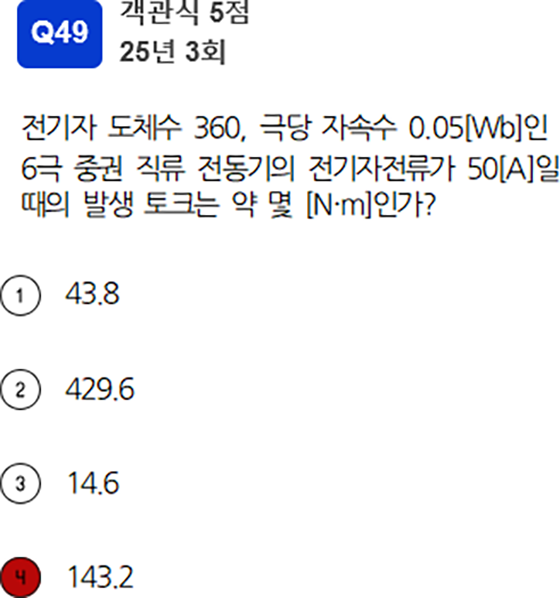 Q49
객관식 5점
25년 3회
전기자 도체수 360, 극당 자속수 0.05[Wb]인
6극 중권 직류 전동기의 전기자전류가 50[A]일
때의 발생 토크는 약 몇 [N·m]인가?
1 43.8
2 429.6
3 14.6
4 143.2